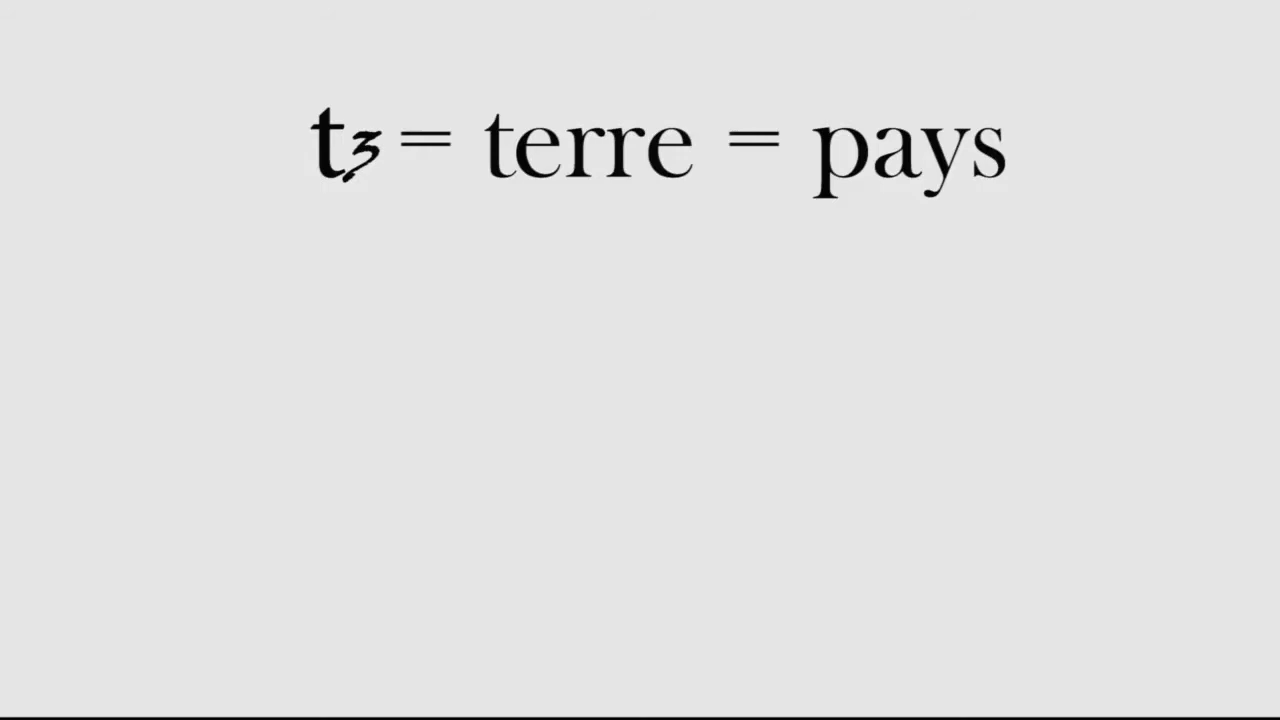 tꜣ = terre = pays